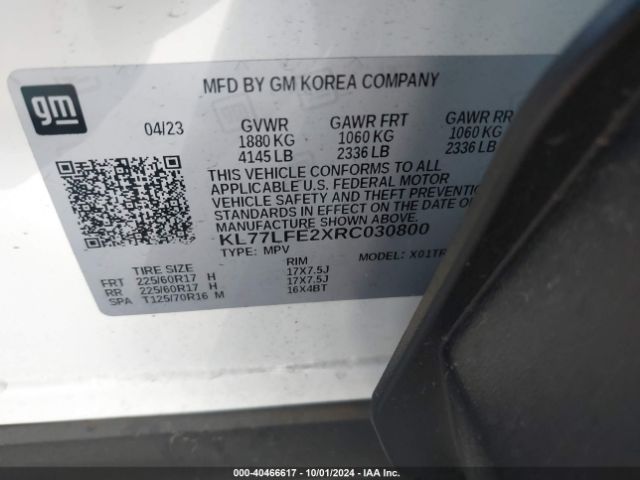 gm
MFD BY GM KOREA COMPANY
04/23 GVWR GAWR FRT GAWR RR
1880 KG 1060 KG 1060 KG
4145 LB 2336 LB 2336 LB
THIS VEHICLE CONFORMS TO ALL
APPLICABLE U.S. FEDERAL MOTOR
VEHICLE SAFETY AND THEFT PREVENTION
STANDARDS IN EFFECT ON THE DATE OF
MANUFACTURE SHOWN ABOVE.
KL77LFE2XRC030800
TYPE: MPV MODEL: X01TR
TIRE SIZE RIM
FRT 225/60R17 H 17X7.5J
RR 225/60R17 H 17X7.5J
SPA T125/70R16 M 16X4BT
000-40466617 - 10/01/2024 - IAA Inc.